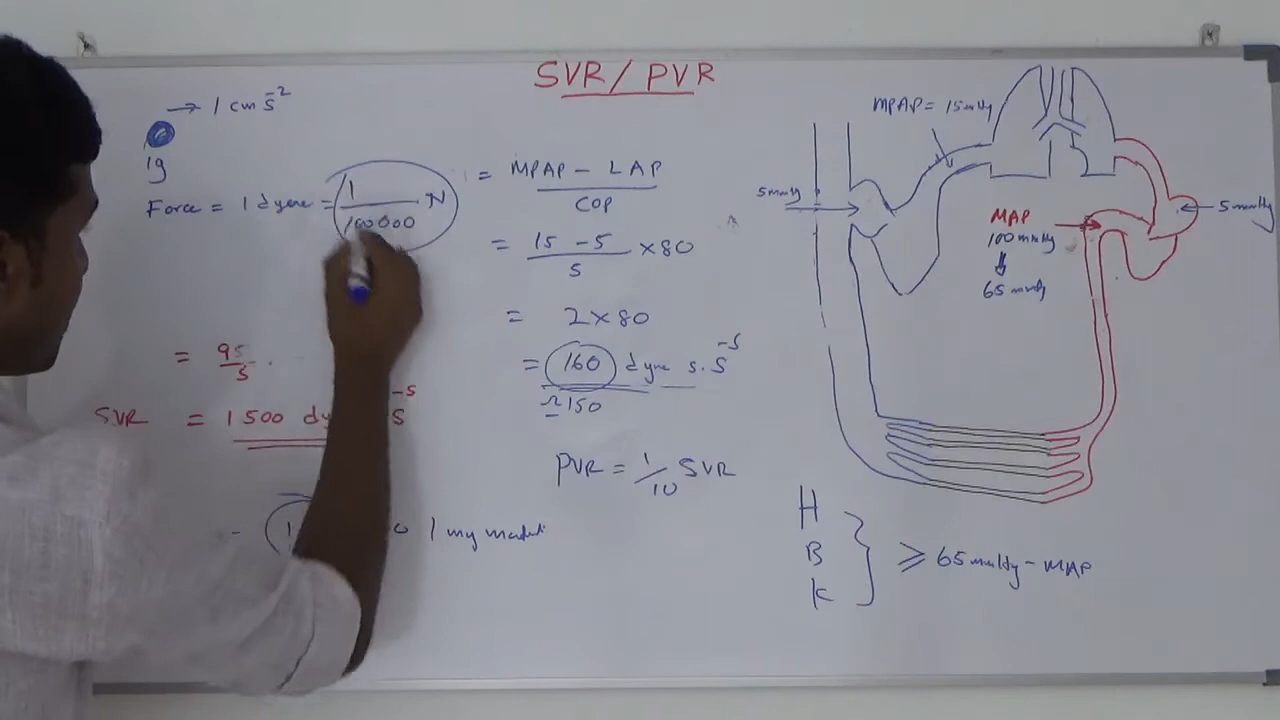 SVR/PVR
→ 1 cm s⁻²
1g
Force = 1 dyne = 1/100000 N
= 95/5
SVR = 1500 dy S⁻⁵
= MPAP - LAP / COP
= 15 - 5 / 5 × 80
= 2 × 80
= 160 dyne s. S⁻⁵
≃ 150
PVR = 1/10 SVR
MPAP = 15 mmHg
5 mmHg
5 mmHg
MAP
100 mmHg
⇓
65 mmHg
H
B
K
} ≥ 65 mmHg - MAP